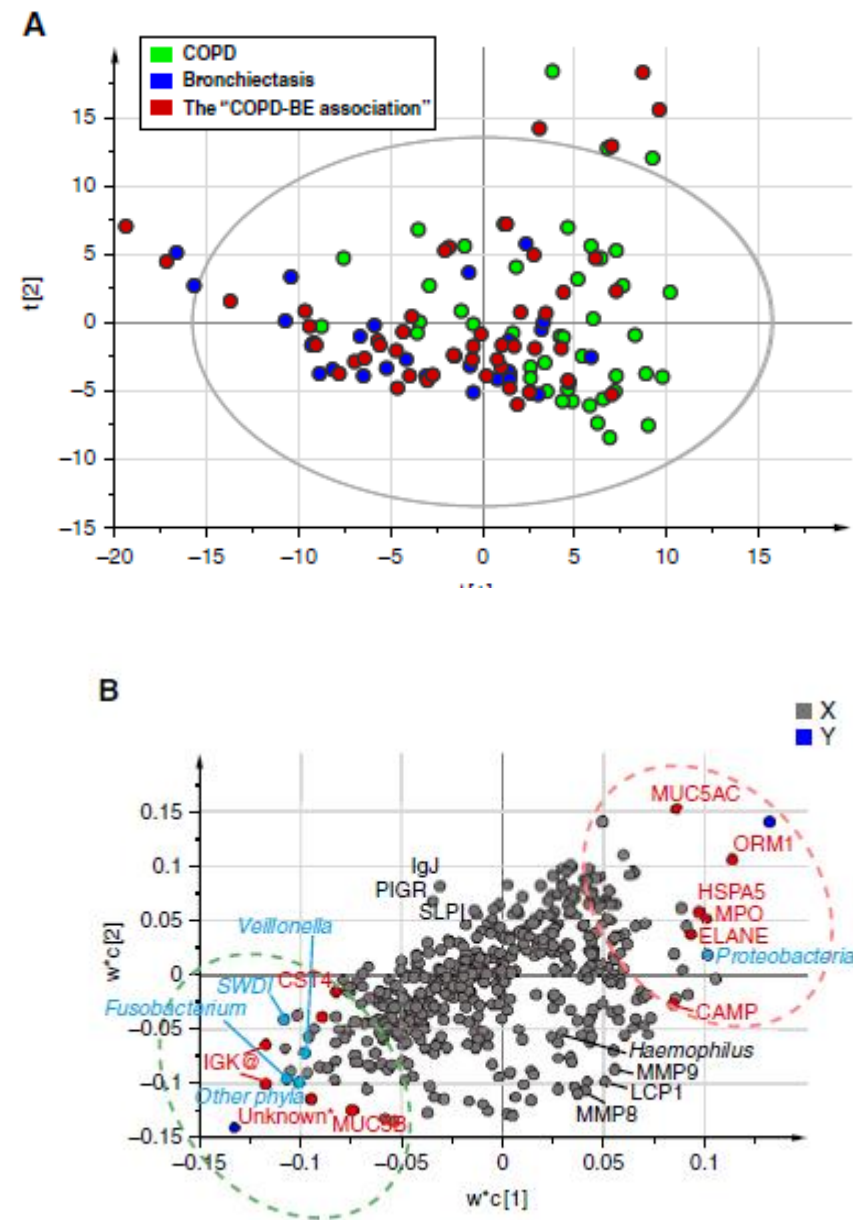 A
COPD
Bronchiectasis
The "COPD-BE association"
15
10
5
0
−5
−10
−15
t[2]
−20 −15 −10 −5 0 5 10 15
B
X
Y
0.15
0.1
0.05
0
−0.05
−0.1
−0.15
w*c[2]
MUC5AC
ORM1
IgJ
PIGR
SLPI
HSPA5
MPO
ELANE
Proteobacteria
Veillonella
SWDI
CST4
Fusobacterium
CAMP
IGK@
Haemophilus
MMP9
Other phyla
LCP1
Unknown*
MUC5B
MMP8
−0.15 −0.1 −0.05 0 0.05 0.1
w*c[1]